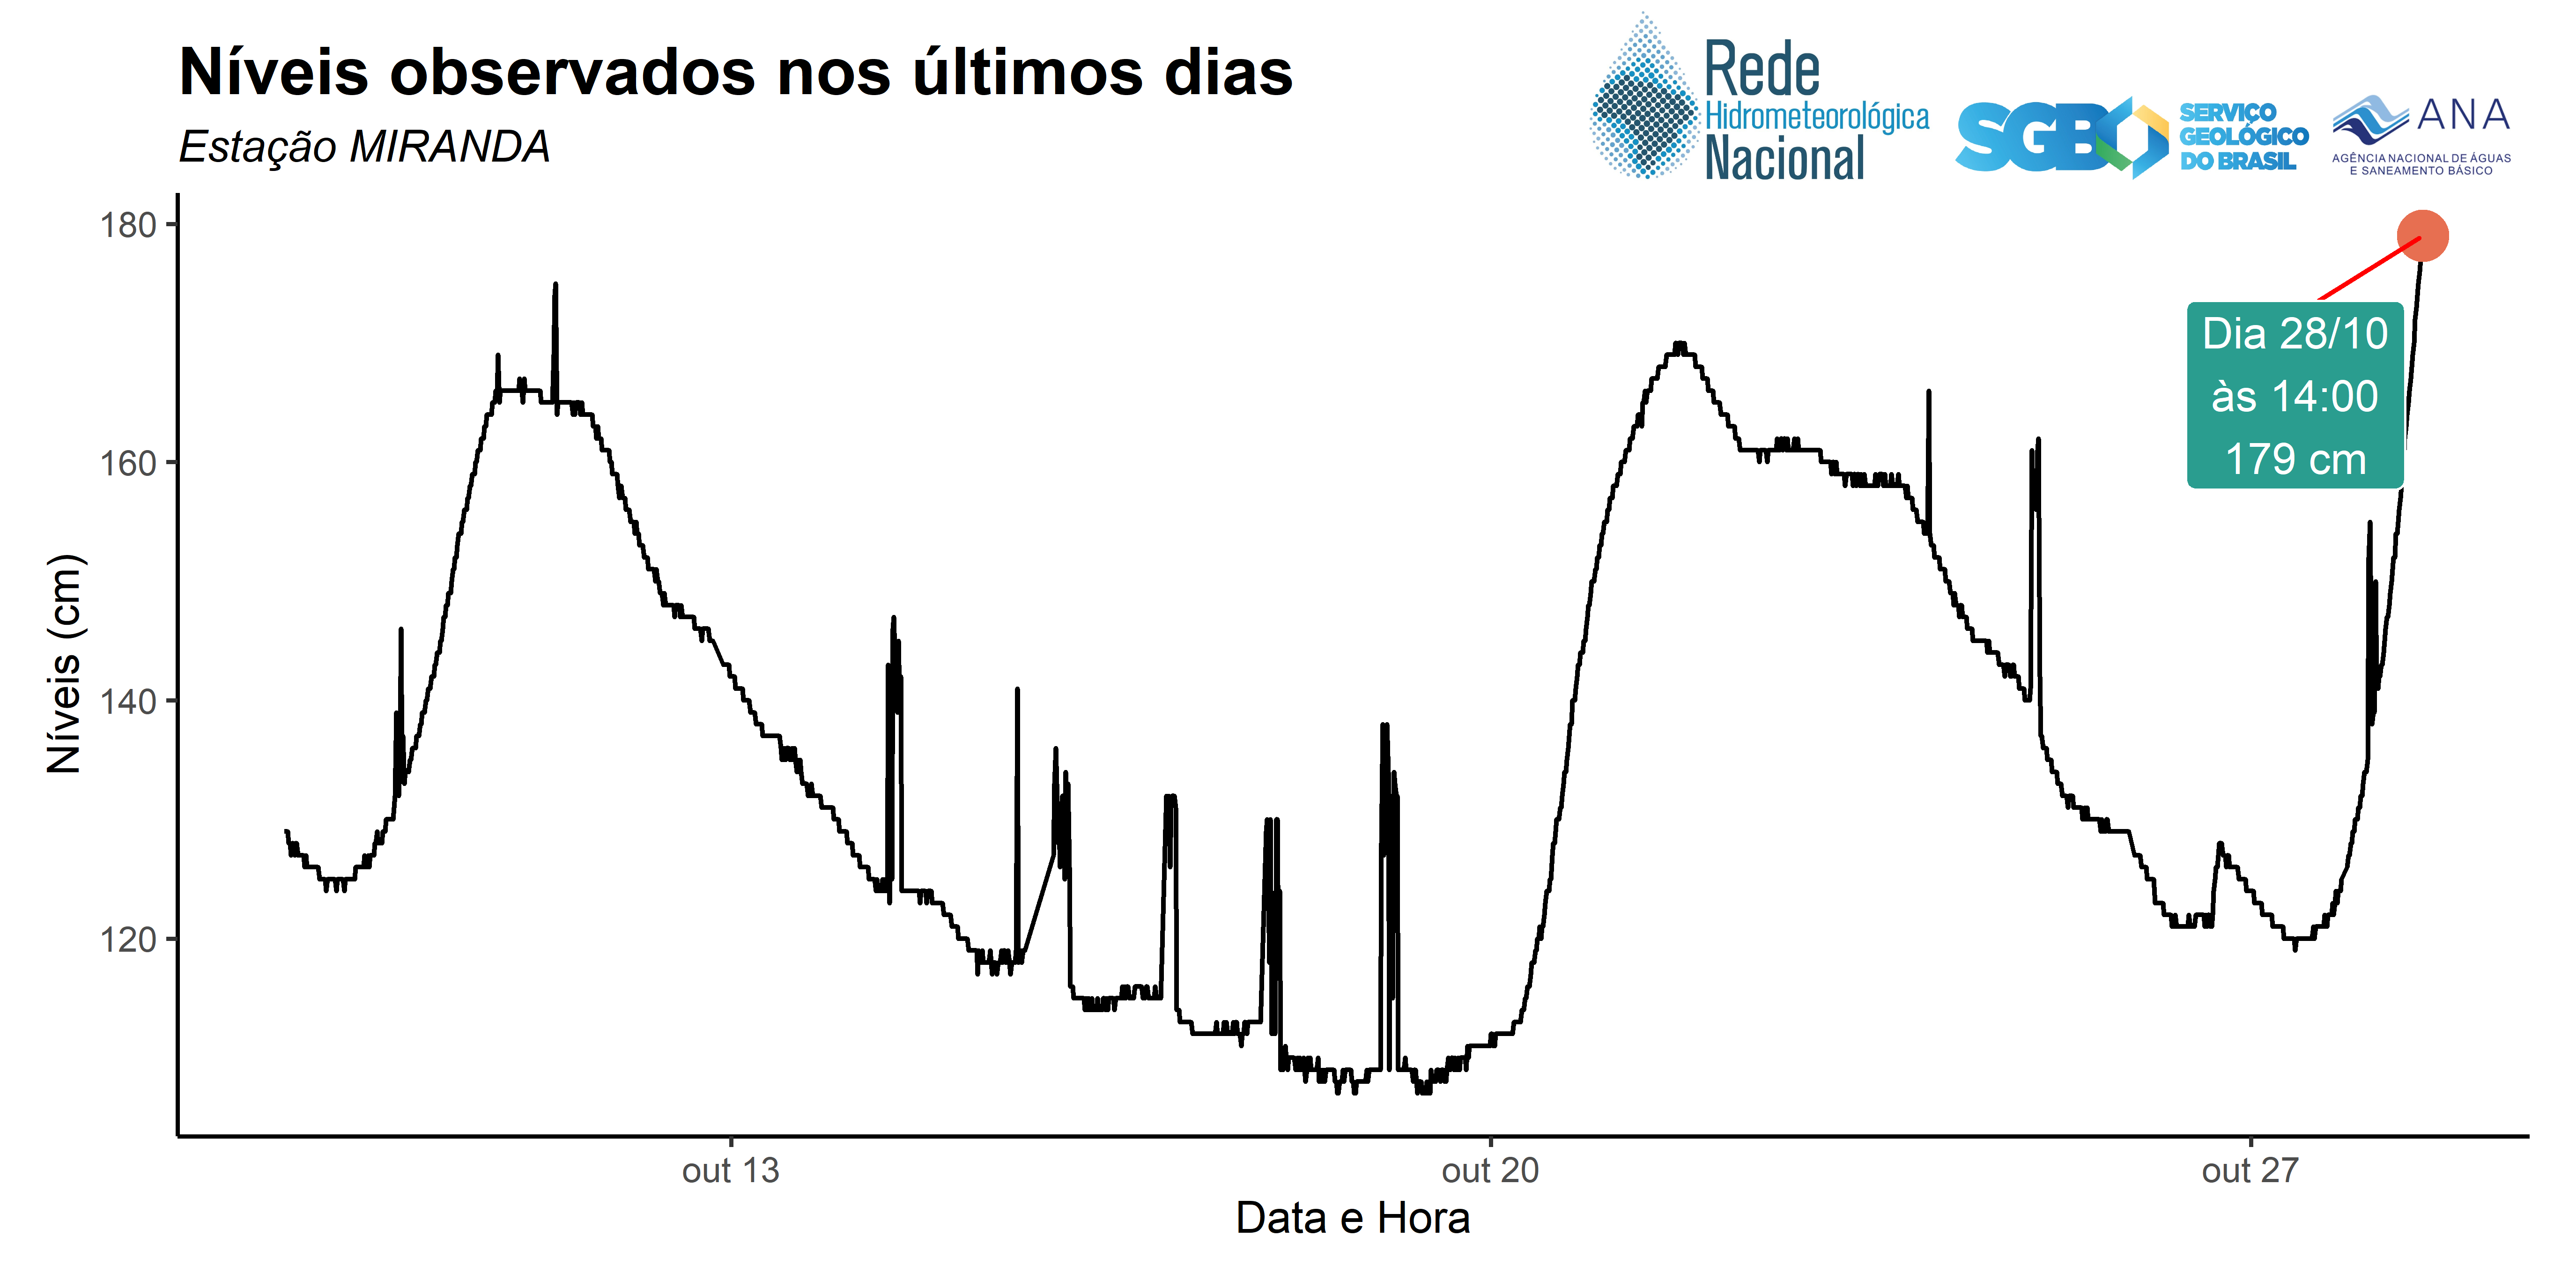 Níveis observados nos últimos dias
Estação MIRANDA
Rede
Hidrometeorológica
Nacional
SGB
SERVIÇO
GEOLÓGICO
DO BRASIL
ANA
AGÊNCIA NACIONAL DE ÁGUAS
E SANEAMENTO BÁSICO
Níveis (cm)
180
160
140
120
Dia 28/10
às 14:00
179 cm
out 13
out 20
out 27
Data e Hora